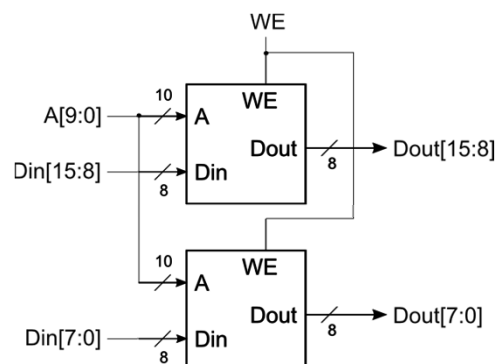 WE
10
WE
A[9:0]
A
Dout
Dout[15:8]
8
Din[15:8]
Din
8
10
WE
A
Dout
Dout[7:0]
8
Din[7:0]
Din
8